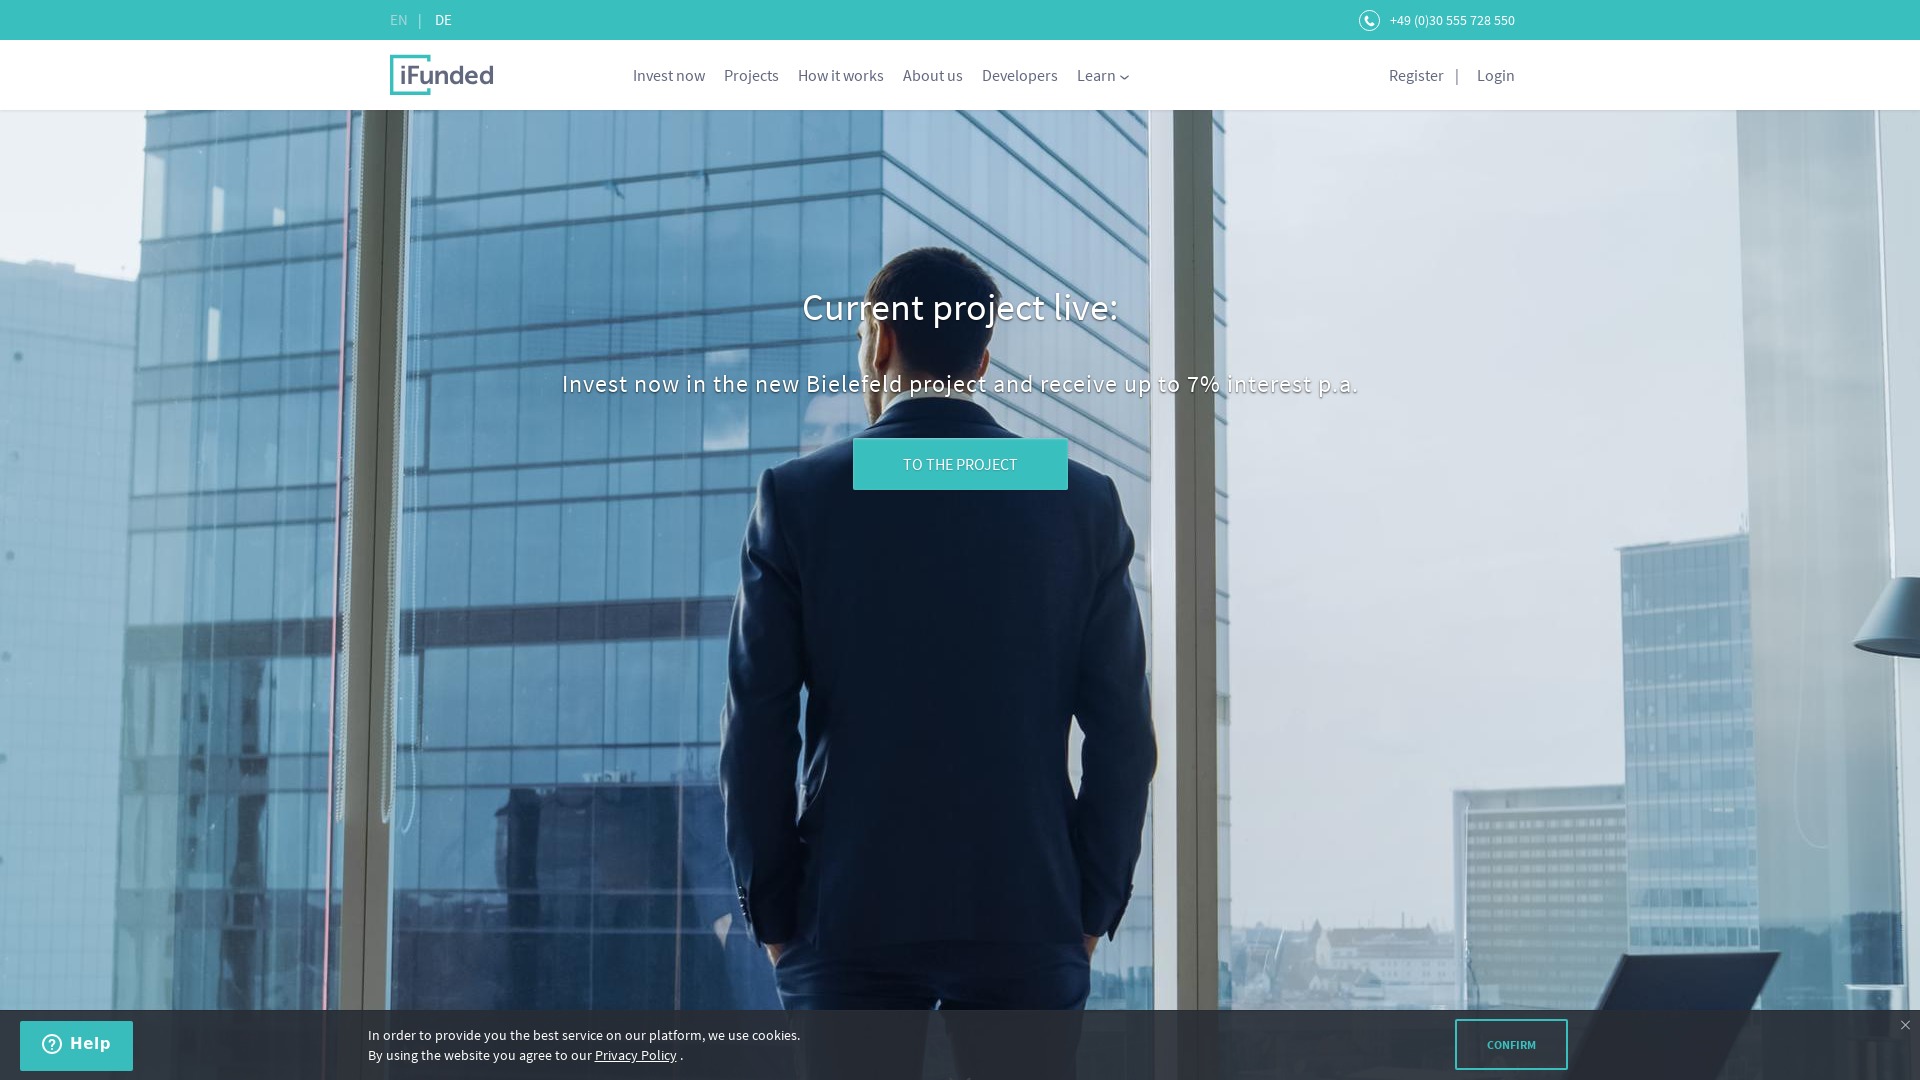 EN | DE
+49 (0)30 555 728 550
iFunded
Invest now Projects How it works About us Developers Learn
Register | Login
Current project live:
Invest now in the new Bielefeld project and receive up to 7% interest p.a.
TO THE PROJECT
Help
In order to provide you the best service on our platform, we use cookies.
By using the website you agree to our Privacy Policy .
CONFIRM